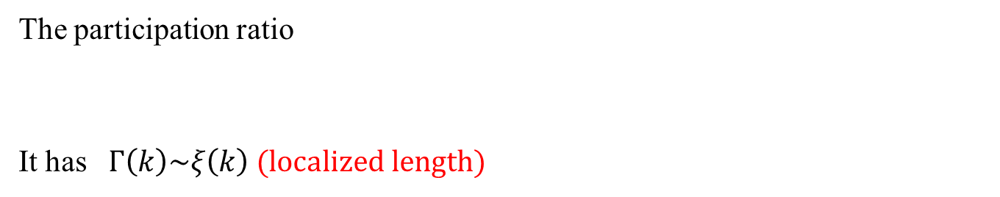 The participation ratio
It has Γ(k)~ξ(k) (localized length)